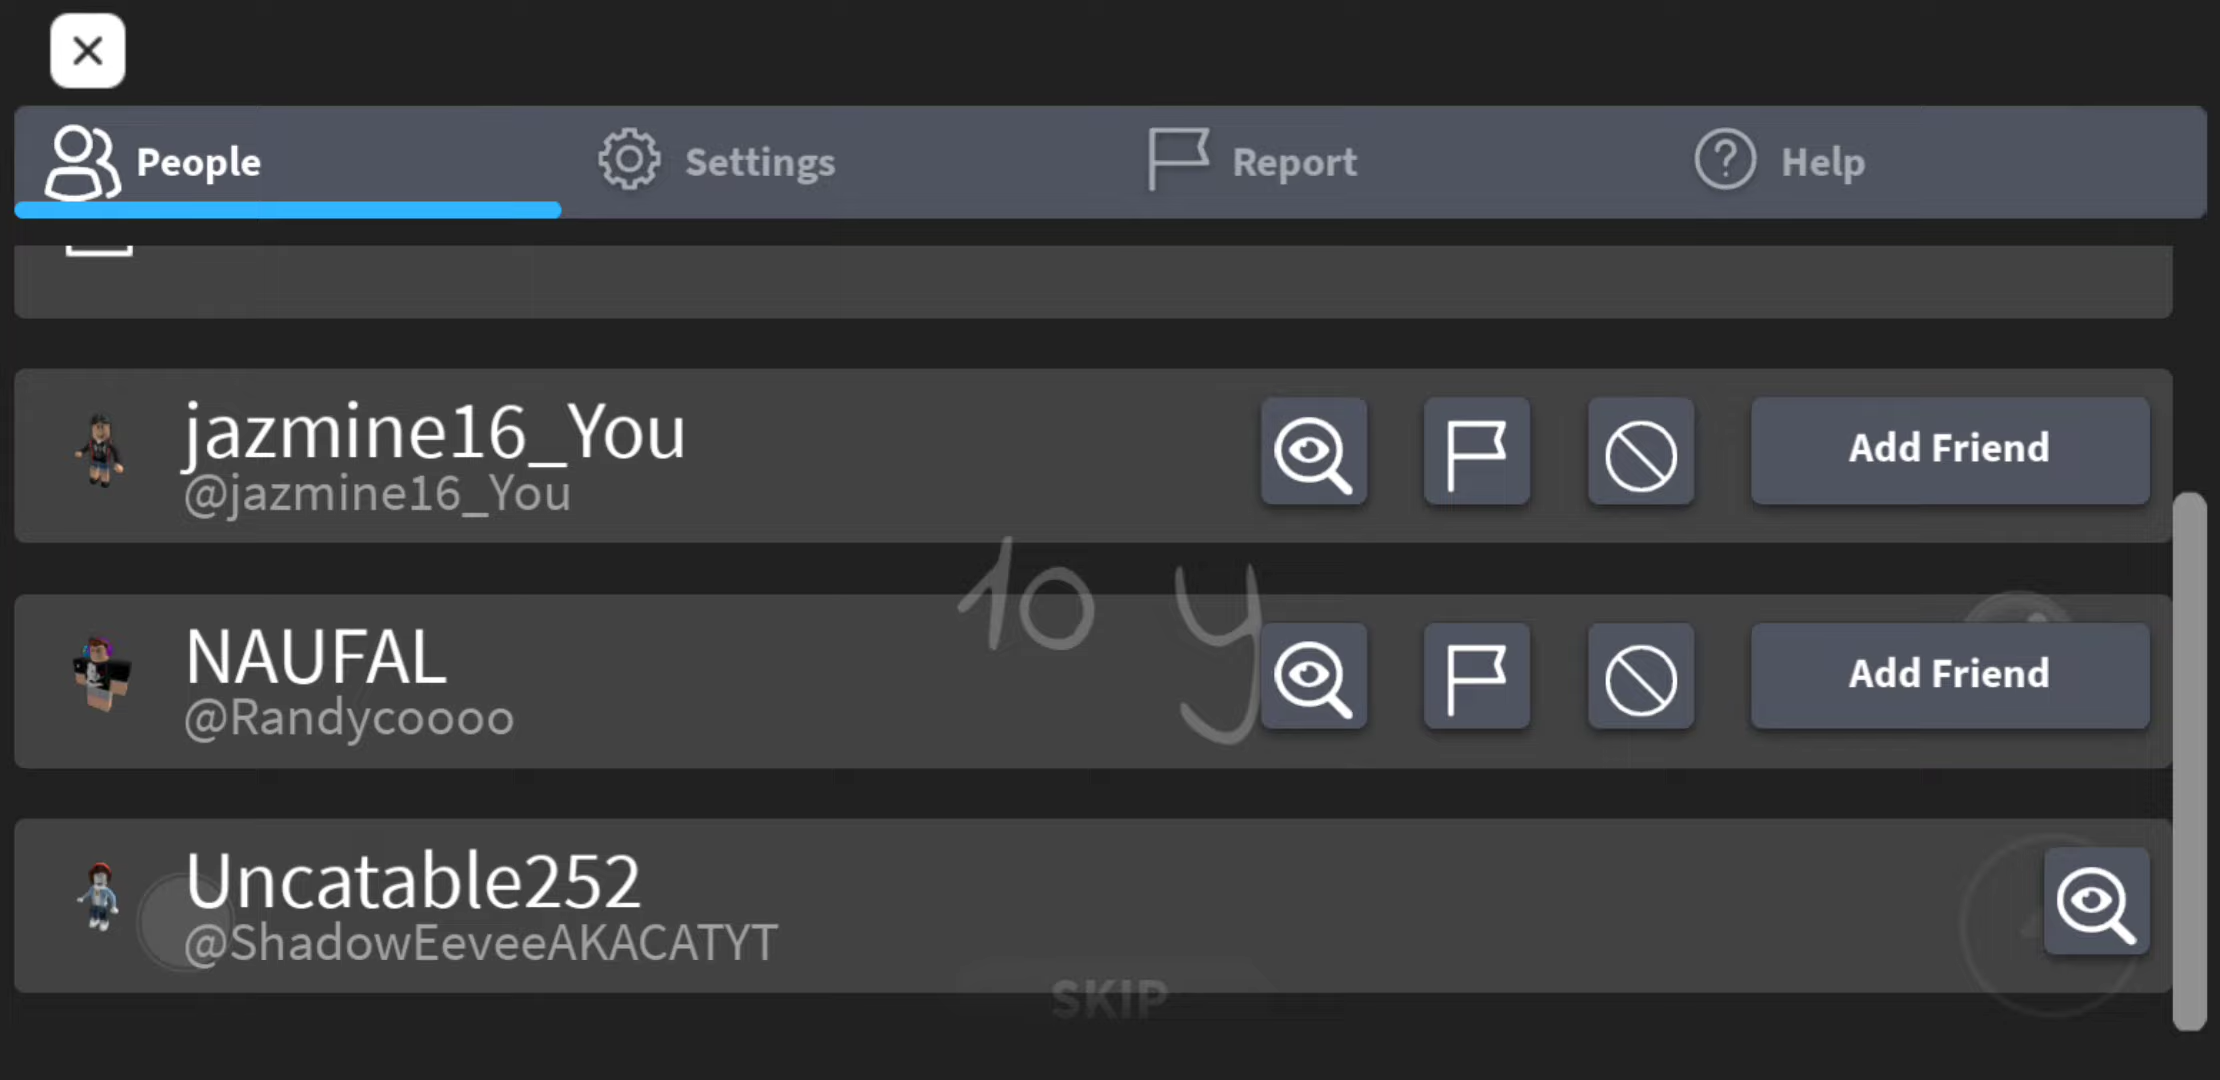 People Settings Report Help
jazmine16_You
@jazmine16_You
Add Friend
10 y
NAUFAL
@Randycoooo
Add Friend
Uncatable252
@ShadowEeveeAKACATYT
SKIP